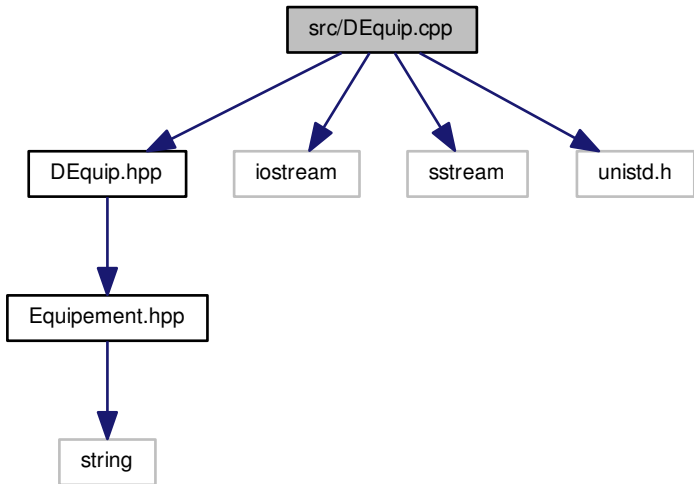 src/DEquip.cpp
DEquip.hpp
iostream
sstream
unistd.h
Equipement.hpp
string